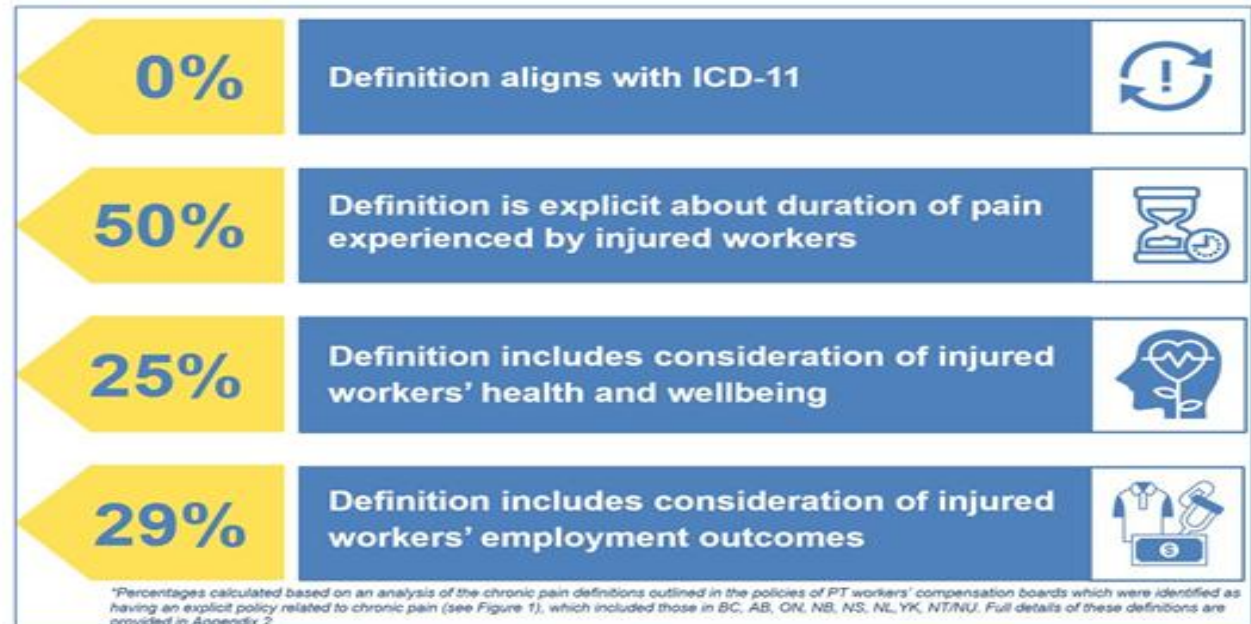 0%
Definition aligns with ICD-11
!
50%
Definition is explicit about duration of pain
experienced by injured workers
25%
Definition includes consideration of injured
workers' health and wellbeing
29%
Definition includes consideration of injured
workers' employment outcomes
$
*Percentages calculated based on an analysis of the chronic pain definitions outlined in the policies of PT workers' compensation boards which were identified as
having an explicit policy related to chronic pain (see Figure 1), which included those in BC, AB, ON, NB, NS, NL,YK, NT/NU. Full details of these definitions are
provided in Appendix 2